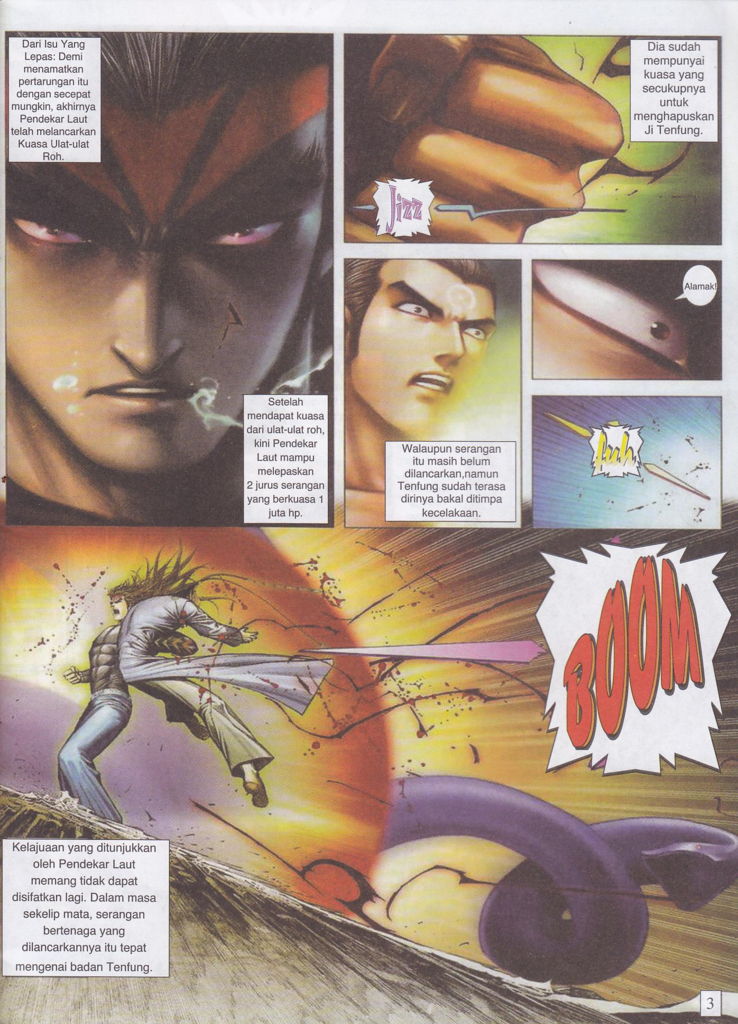 Dari Isu Yang
Lepas: Demi
menamatkan
pertarungan itu
dengan secepat
mungkin, akhirnya
Pendekar Laut
telah melancarkan
Kuasa Ulat-ulat
Roh.
Setelah
mendapat kuasa
dari ulat-ulat roh,
kini Pendekar
Laut mampu
melepaskan
2 jurus serangan
yang berkuasa 1
juta hp.
Dia sudah
mempunyai
kuasa yang
secukupnya
untuk
menghapuskan
Ji Tenfung.
Jizz
Walaupun serangan
itu masih belum
dilancarkan,namun
Tenfung sudah terasa
dirinya bakal ditimpa
kecelakaan.
Alamak!
fuh
BOOM
Kelajuaan yang ditunjukkan
oleh Pendekar Laut
memang tidak dapat
disifatkan lagi. Dalam masa
sekelip mata, serangan
bertenaga yang
dilancarkannya itu tepat
mengenai badan Tenfung.
3